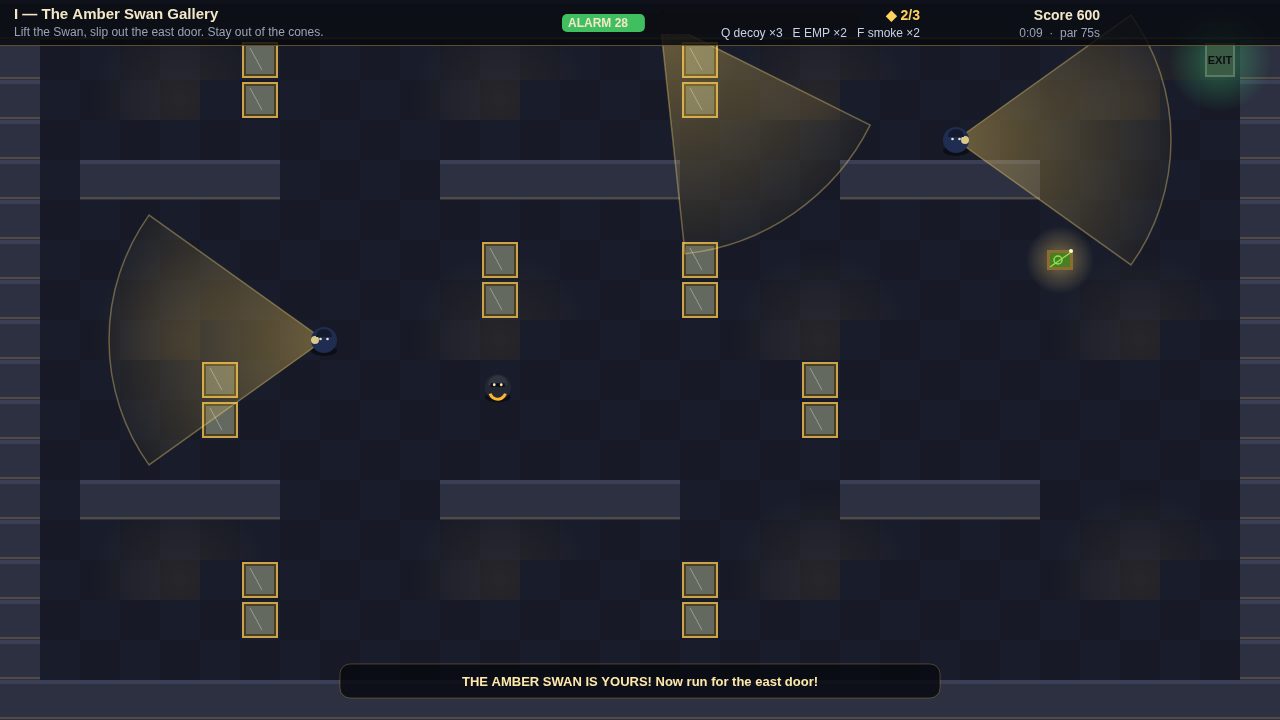 I — The Amber Swan Gallery
Lift the Swan, slip out the east door. Stay out of the cones.
ALARM 28
◆ 2/3
Q decoy ×3 E EMP ×2 F smoke ×2
Score 600
0:09 · par 75s
EXIT
THE AMBER SWAN IS YOURS! Now run for the east door!